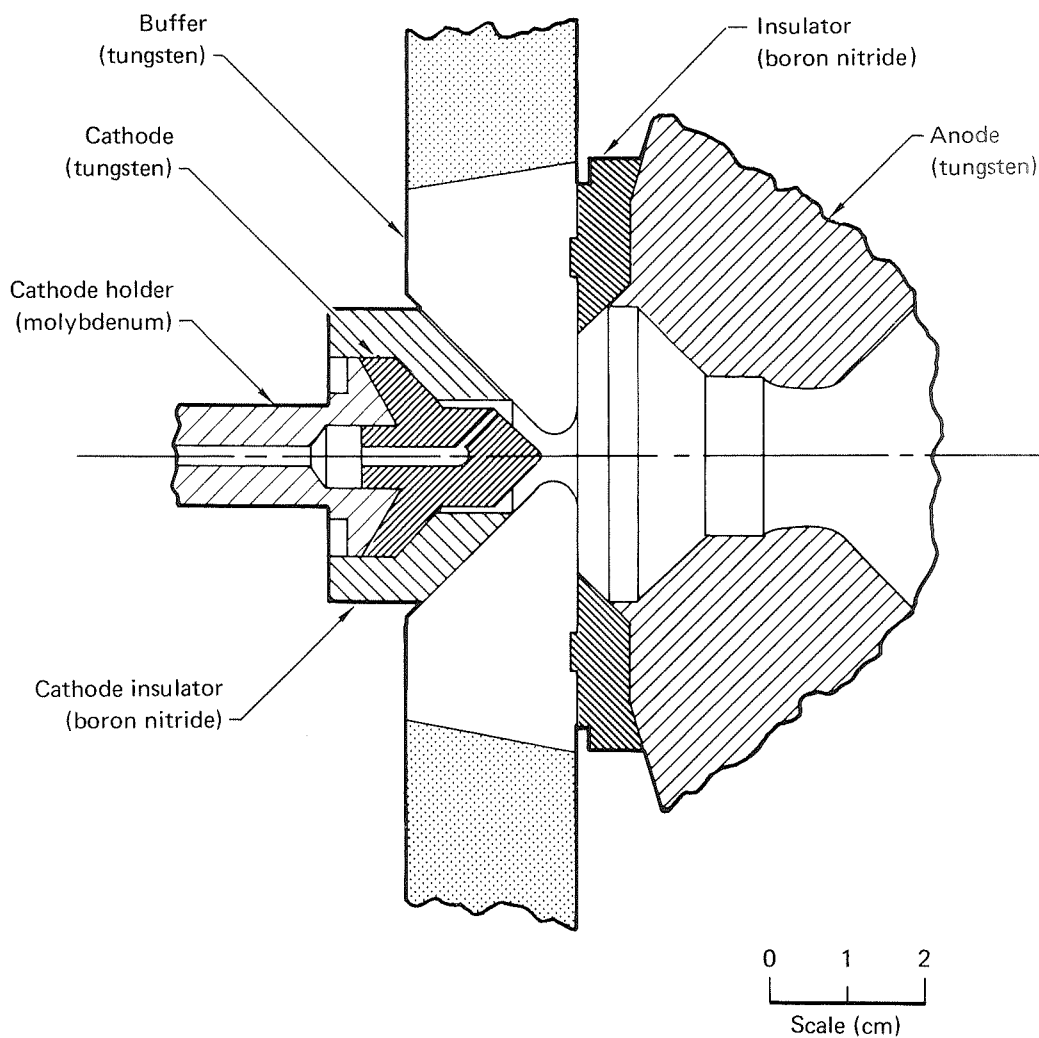 Buffer
(tungsten)
Cathode
(tungsten)
Cathode holder
(molybdenum)
Cathode insulator
(boron nitride)
Insulator
(boron nitride)
Anode
(tungsten)
0 1 2
Scale (cm)